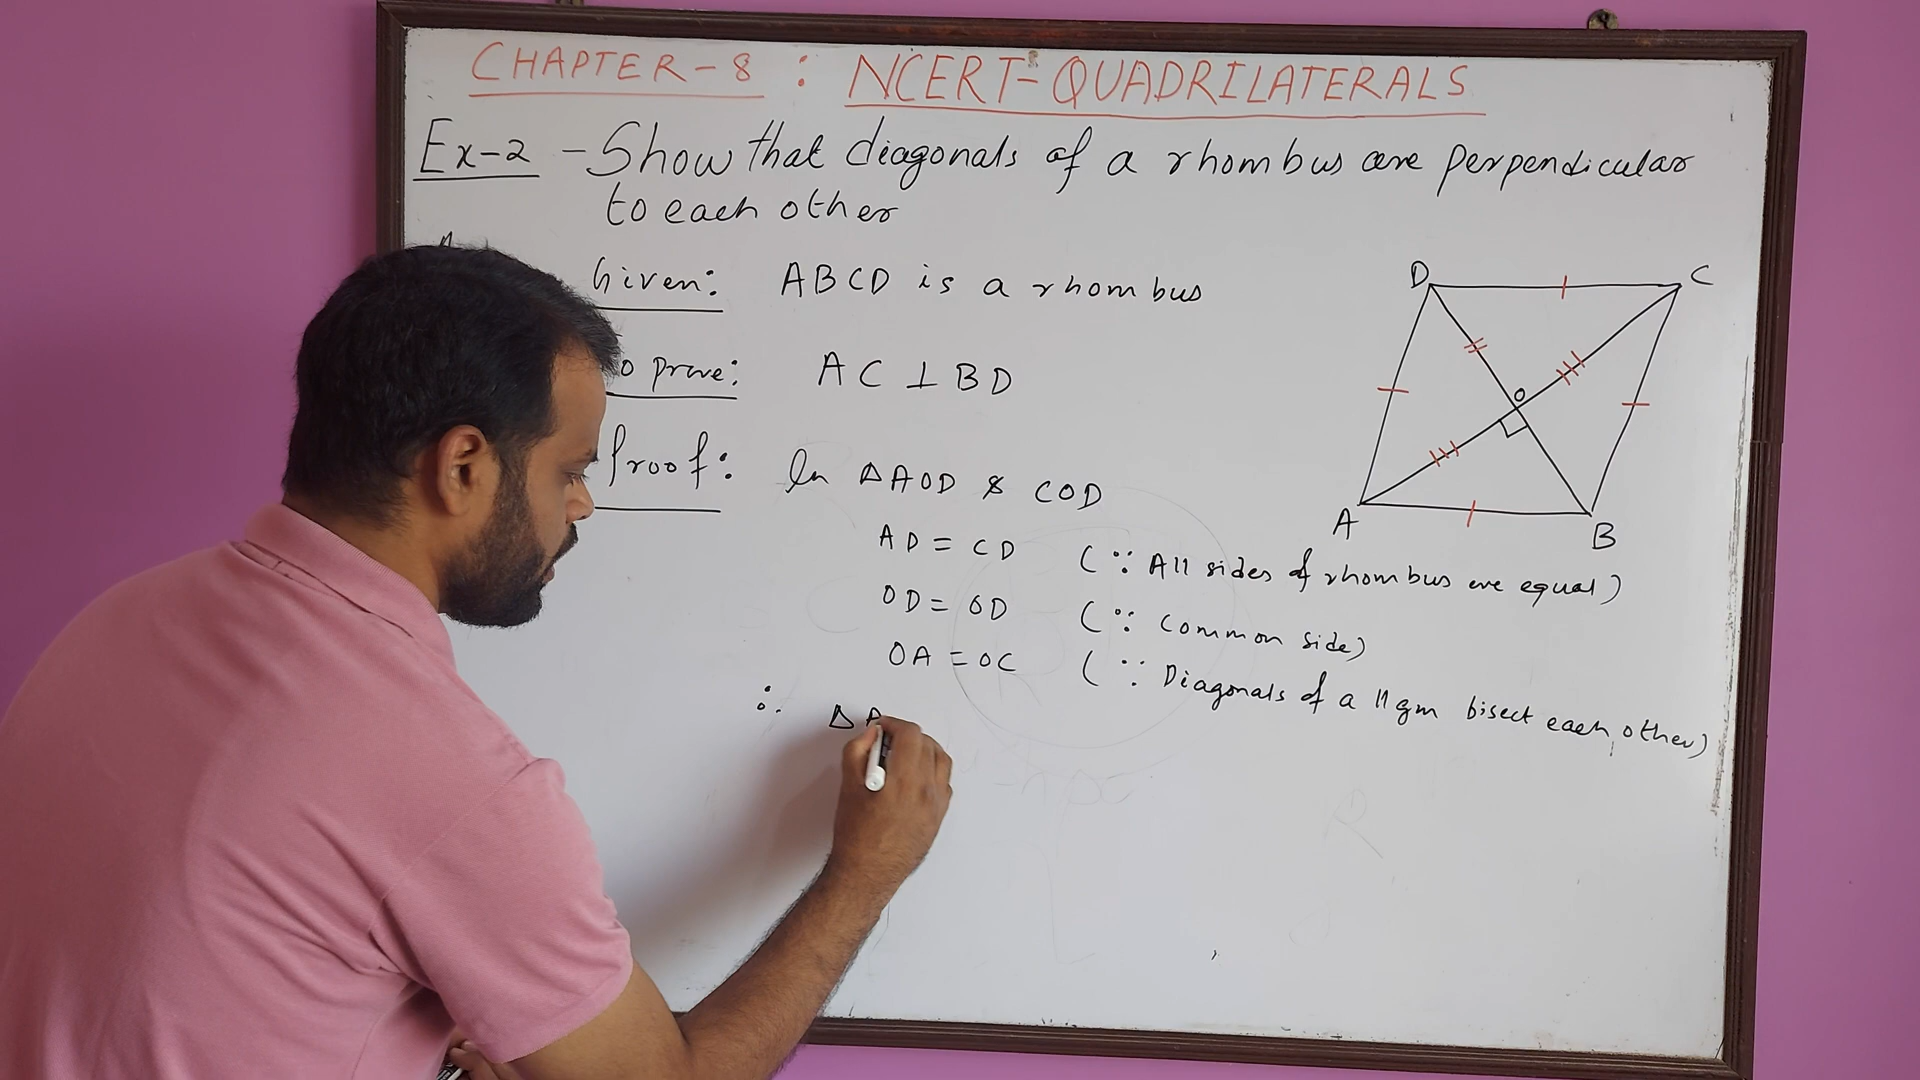 CHAPTER-8 : NCERT-QUADRILATERALS
Ex-2 - Show that diagonals of a rhombus are perpendicular
to each other
Given: ABCD is a rhombus
o prove: AC ⊥ BD
Proof: In ΔAOD & COD
AD = CD (∵ All sides of rhombus are equal)
OD = OD (∵ Common side)
OA = OC (∵ Diagonals of a 11gm bisect each other)
∴ Δ A
D C
O
A B